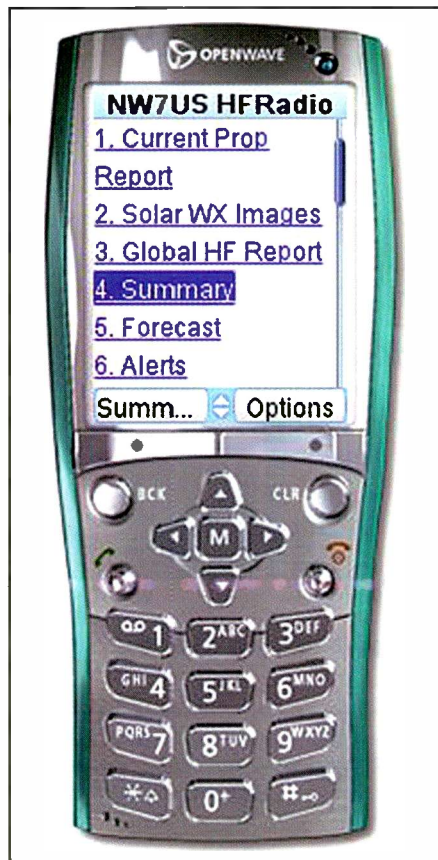 OPENWAVE
NW7US HFRadio
1. Current Prop
Report
2. Solar WX Images
3. Global HF Report
4. Summary
5. Forecast
6. Alerts
Summ... Options
BCK CLR
M
1 2ABC 3DEF
GHI4 5JKL 6MNO
PQRS7 8TUV 9WXYZ
* 0+ #